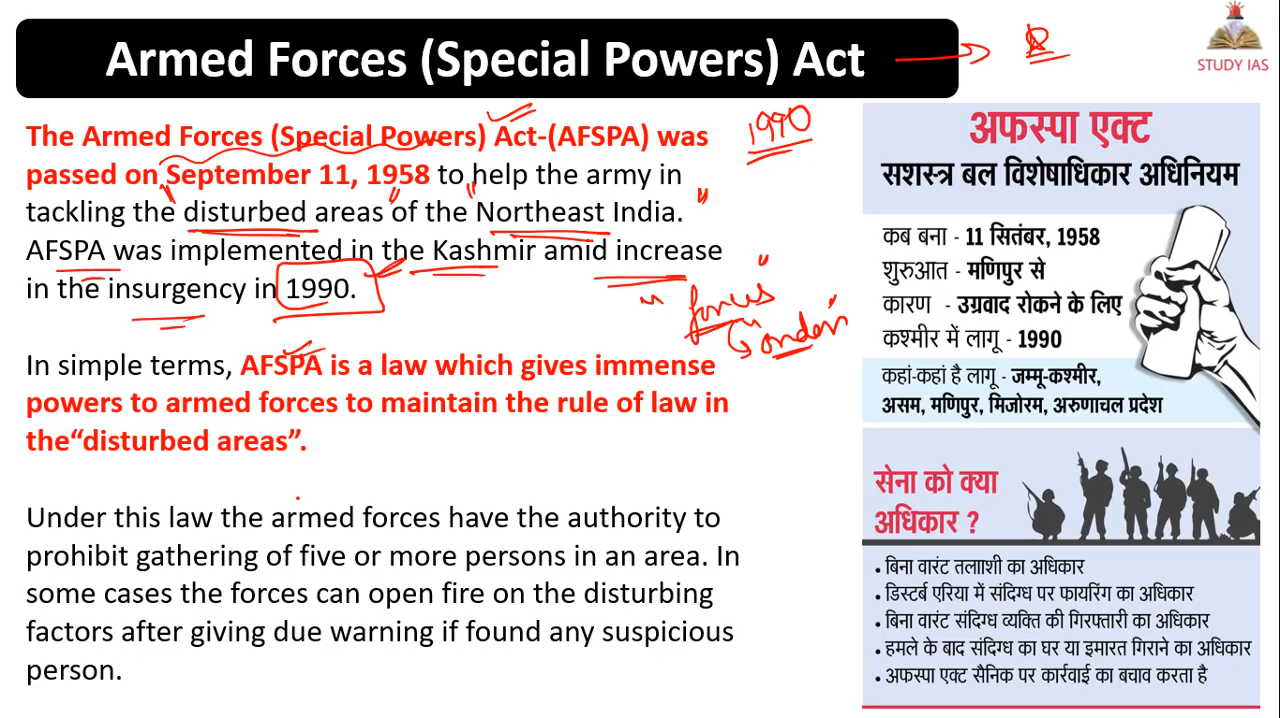 Armed Forces (Special Powers) Act
STUDY IAS
The Armed Forces (Special Powers) Act-(AFSPA) was
passed on September 11, 1958 to help the army in
tackling the disturbed areas of the Northeast India.
AFSPA was implemented in the Kashmir amid increase
in the insurgency in 1990.
1990
forces
In simple terms, AFSPA is a law which gives immense
powers to armed forces to maintain the rule of law in
the“disturbed areas”.
Under this law the armed forces have the authority to
prohibit gathering of five or more persons in an area. In
some cases the forces can open fire on the disturbing
factors after giving due warning if found any suspicious
person.
अफस्पा एक्ट
सशस्त्र बल विशेषाधिकार अधिनियम
कब बना - 11 सितंबर, 1958
शुरुआत - मणिपुर से
कारण - उग्रवाद रोकने के लिए
कश्मीर में लागू - 1990
कहां-कहां है लागू - जम्मू-कश्मीर,
असम, मणिपुर, मिजोरम, अरुणाचल प्रदेश
सेना को क्या
अधिकार ?
• बिना वारंट तलााशी का अधिकार
• डिस्टर्ब एरिया में संदिग्ध पर फायरिंग का अधिकार
• बिना वारंट संदिग्ध व्यक्ति की गिरफ्तारी का अधिकार
• हमले के बाद संदिग्ध का घर या इमारत गिराने का अधिकार
• अफस्पा एक्ट सैनिक पर कार्रवाई का बचाव करता है